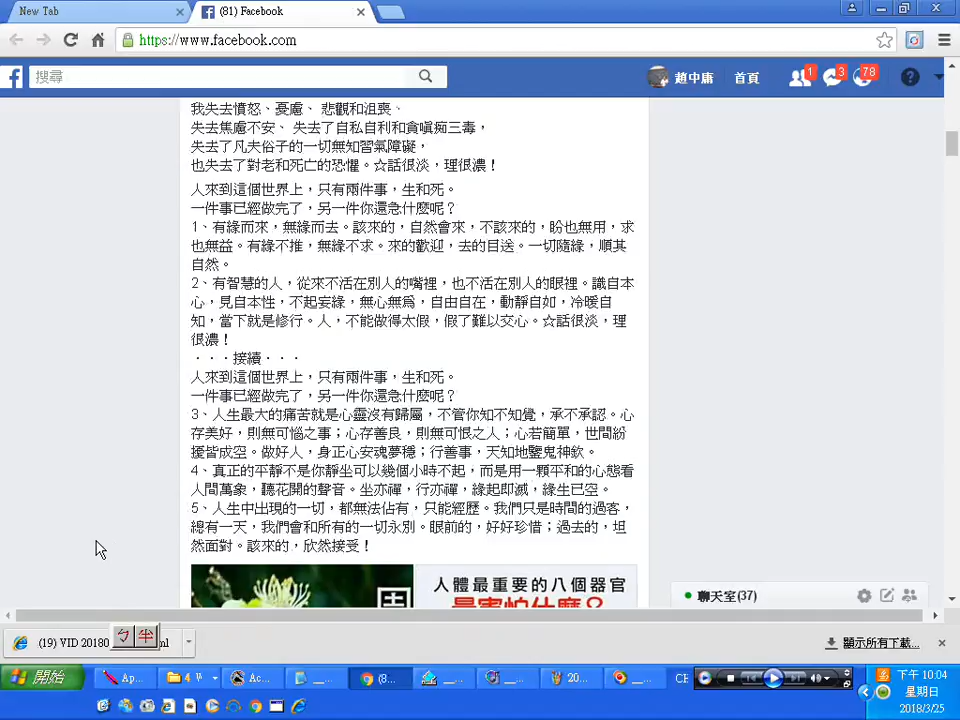 New Tab
(81) Facebook
https://www.facebook.com
搜尋
趙中庸
首頁
1
3
78
我失去憤怒、憂慮、 悲觀和沮喪、
失去焦慮不安、 失去了自私自利和貪嗔痴三毒，
失去了凡夫俗子的一切無知習氣障礙，
也失去了對老和死亡的恐懼。☆話很淡，理很濃！
人來到這個世界上，只有兩件事，生和死。
一件事已經做完了，另一件你還急什麼呢？
1、有緣而來，無緣而去。該來的，自然會來，不該來的，盼也無用，求
也無益。有緣不推，無緣不求。來的歡迎，去的目送。一切隨緣，順其
自然。
2、有智慧的人，從來不活在別人的嘴裡，也不活在別人的眼裡。識自本
心，見自本性，不起妄緣，無心無為，自由自在，動靜自如，冷暖自
知，當下就是修行。人，不能做得太假，假了難以交心。☆話很淡，理
很濃！
・・・接續・・・
人來到這個世界上，只有兩件事，生和死。
一件事已經做完了，另一件你還急什麼呢？
3、人生最大的痛苦就是心靈沒有歸屬，不管你知不知覺，承不承認。心
存美好，則無可惱之事；心存善良，則無可恨之人；心若簡單，世間紛
擾皆成空。做好人，身正心安魂夢穩；行善事，天知地鑒鬼神欽。
4、真正的平靜不是你靜坐可以幾個小時不起，而是用一顆平和的心態看
人間萬象，聽花開的聲音。坐亦禪，行亦禪，緣起即滅，緣生已空。
5、人生中出現的一切，都無法佔有，只能經歷。我們只是時間的過客，
總有一天，我們會和所有的一切永別。眼前的，好好珍惜；過去的，坦
然面對。該來的，欣然接受！
人體最重要的八個器官
最害怕什麼？
聊天室(37)
(19) VID 20180
ml
ㄅ
半
顯示所有下載...
開始
Ap...
4
Ac...
__...
(8...
__...
__...
20...
__...
CE
下午 10:04
星期日
2018/3/25